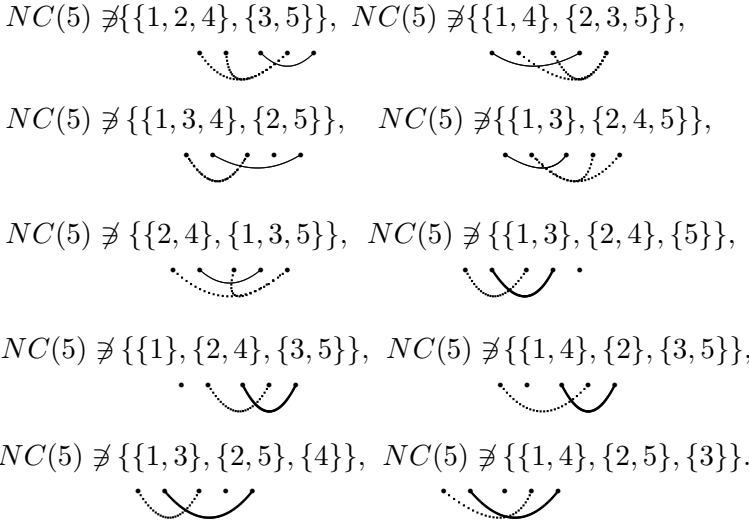 NC(5) ∌ {{1, 2, 4}, {3, 5}}, NC(5) ∌ {{1, 4}, {2, 3, 5}},
NC(5) ∌ {{1, 3, 4}, {2, 5}}, NC(5) ∌ {{1, 3}, {2, 4, 5}},
NC(5) ∌ {{2, 4}, {1, 3, 5}}, NC(5) ∌ {{1, 3}, {2, 4}, {5}},
NC(5) ∌ {{1}, {2, 4}, {3, 5}}, NC(5) ∌ {{1, 4}, {2}, {3, 5}},
NC(5) ∌ {{1, 3}, {2, 5}, {4}}, NC(5) ∌ {{1, 4}, {2, 5}, {3}}.